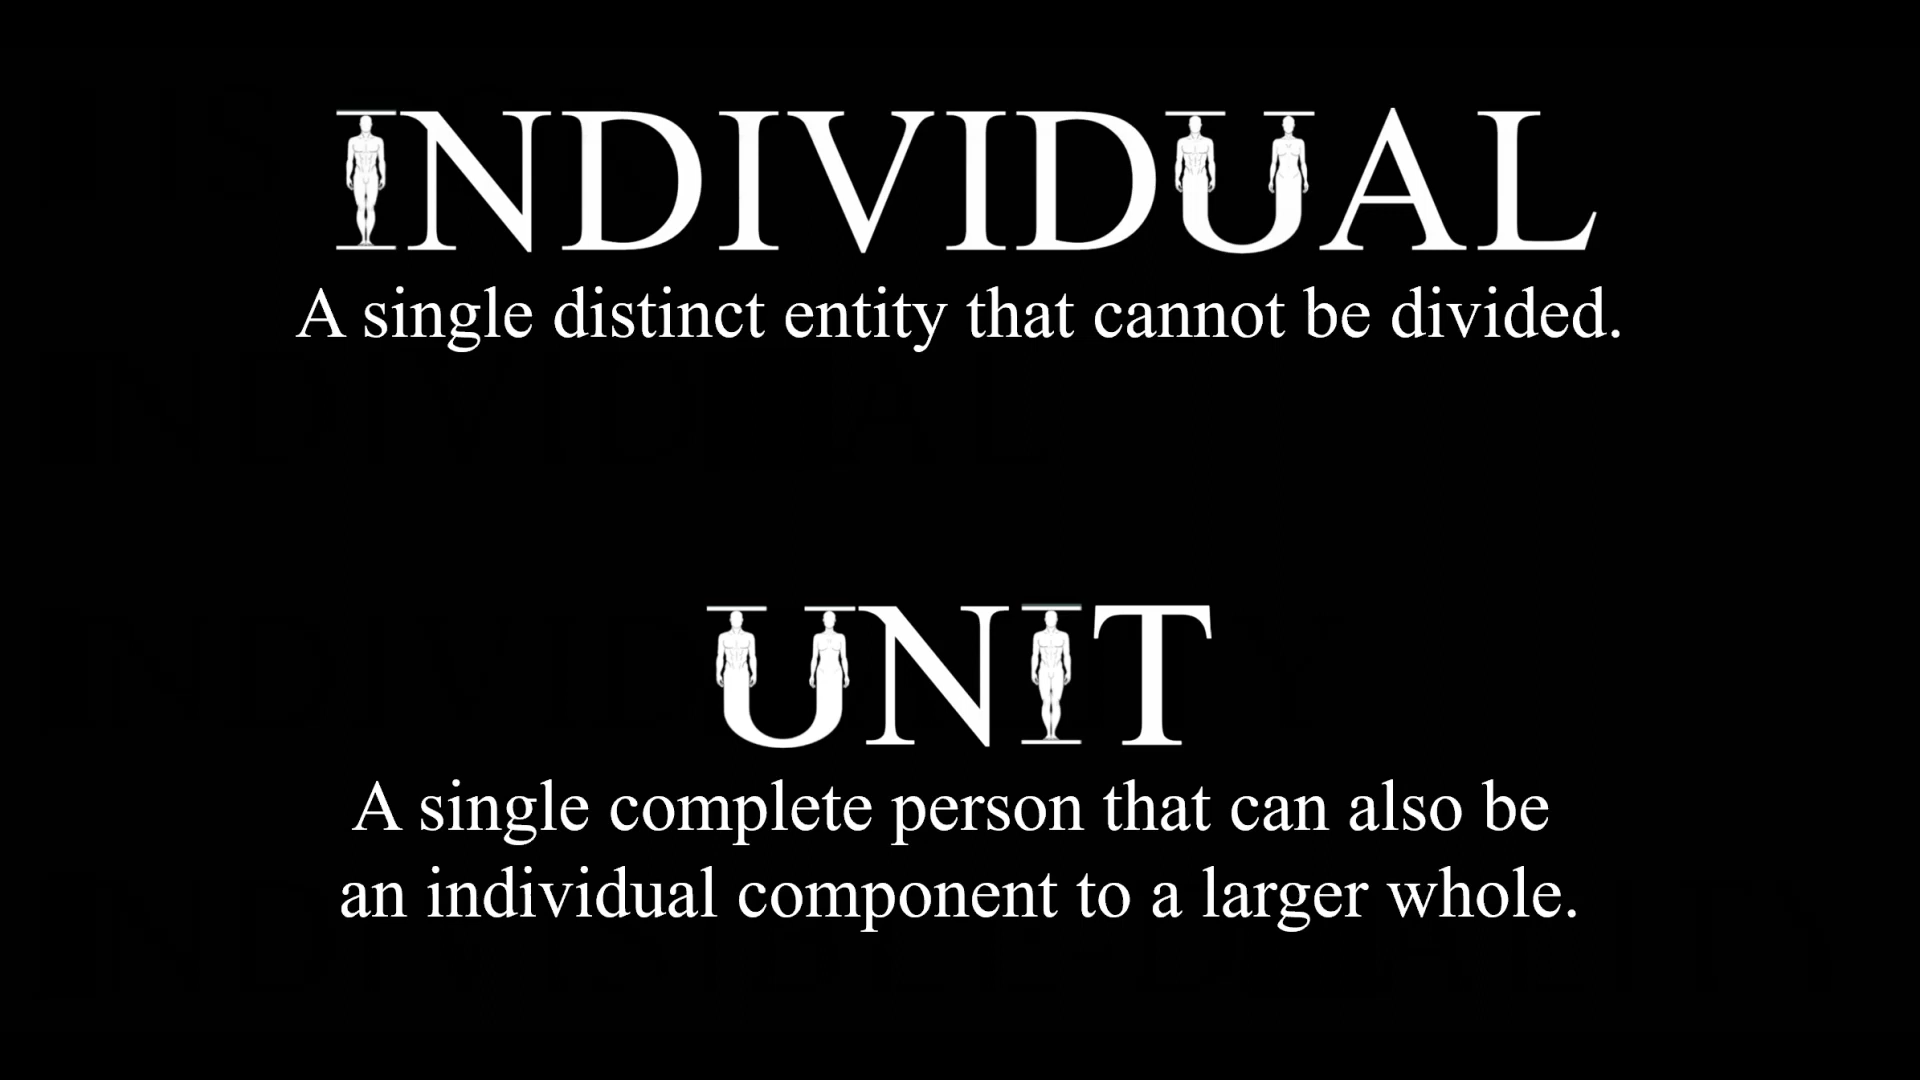 INDIVIDUAL
A single distinct entity that cannot be divided.
UNIT
A single complete person that can also be
an individual component to a larger whole.